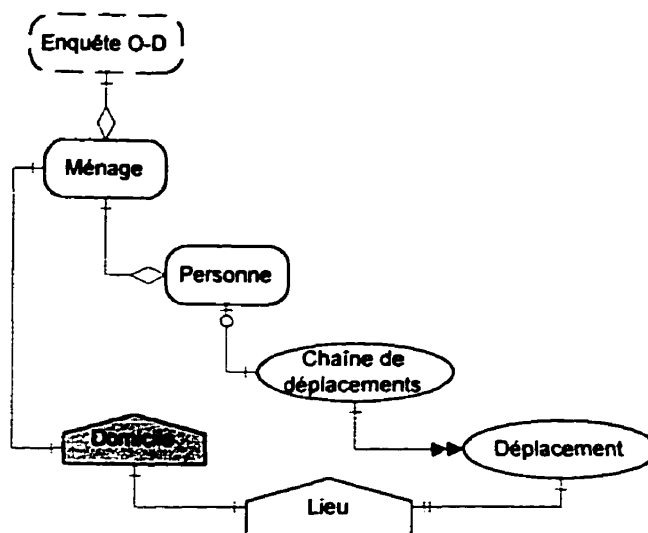 Enquête O-D
Ménage
Personne
Chaîne de
déplacements
Domicile
Déplacement
Lieu